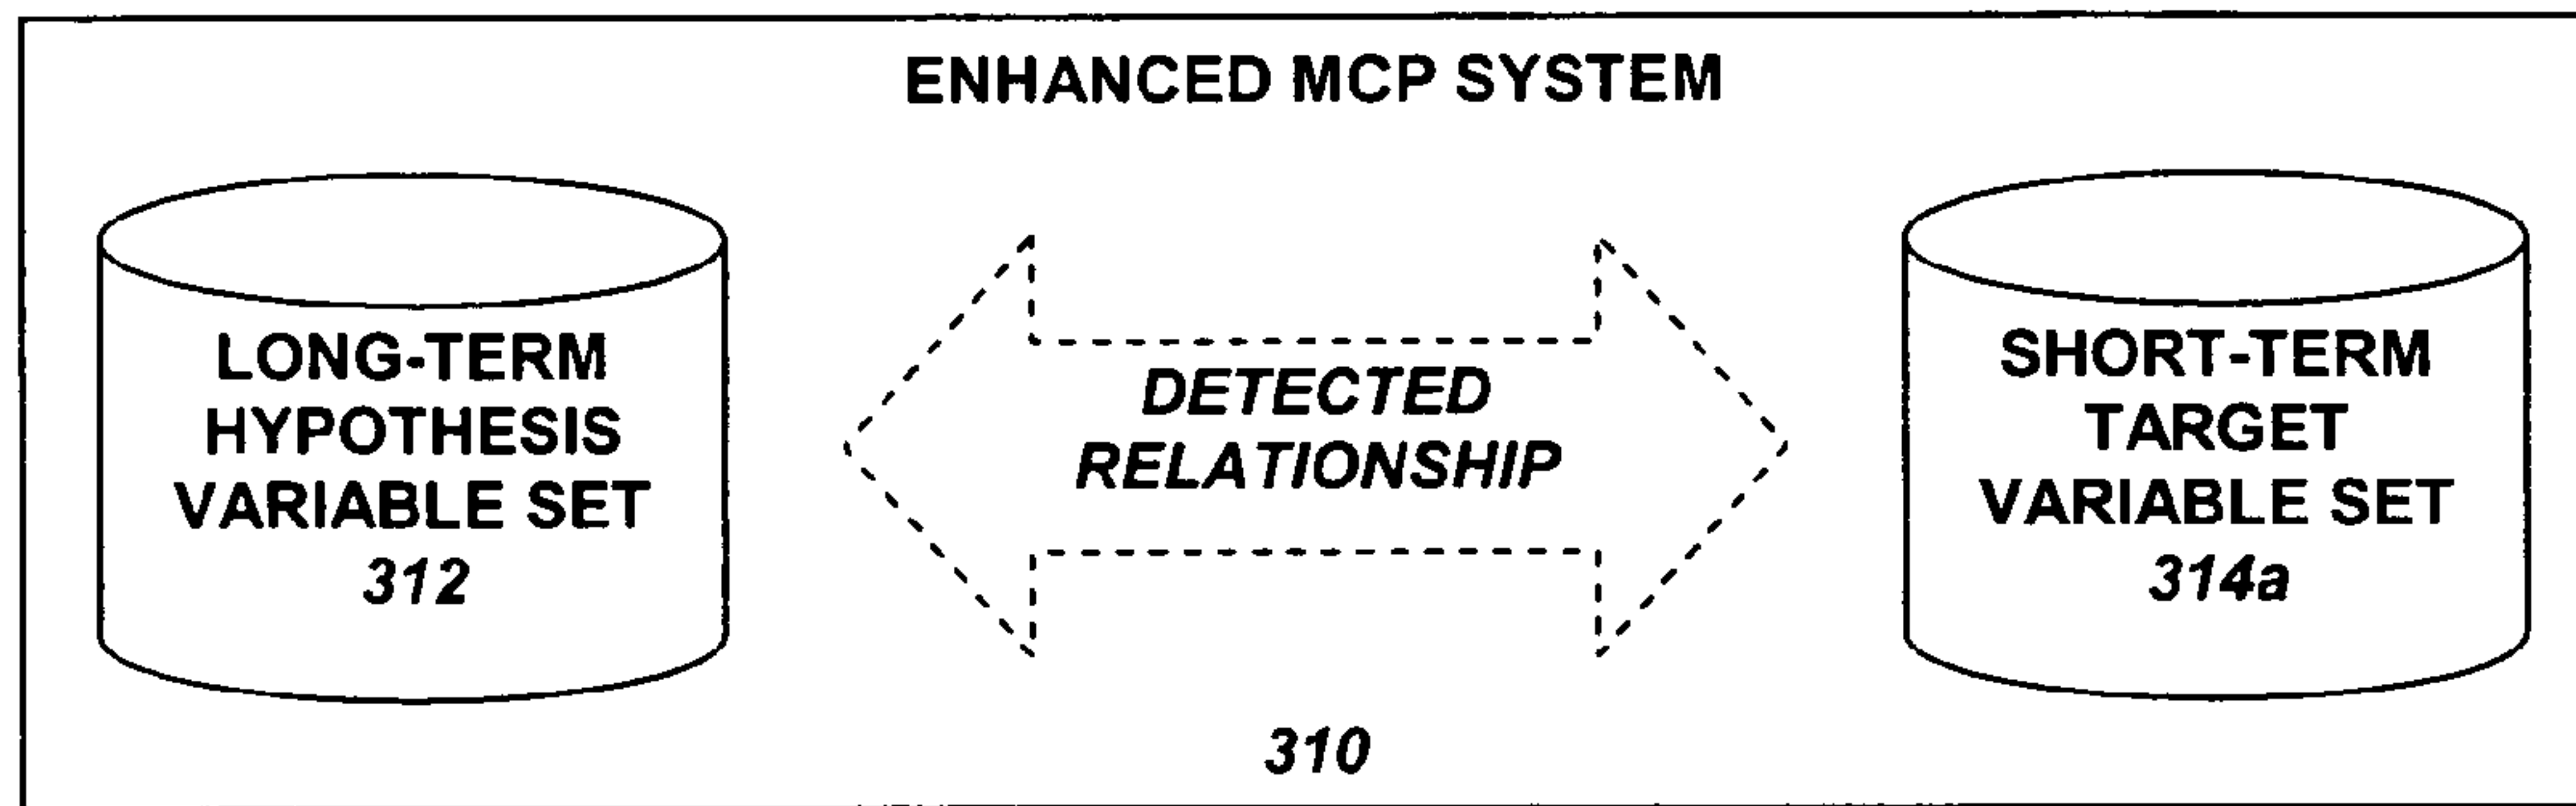 ENHANCED MCP SYSTEM
LONG-TERM
HYPOTHESIS
VARIABLE SET
312
DETECTED
RELATIONSHIP
SHORT-TERM
TARGET
VARIABLE SET
314a
310